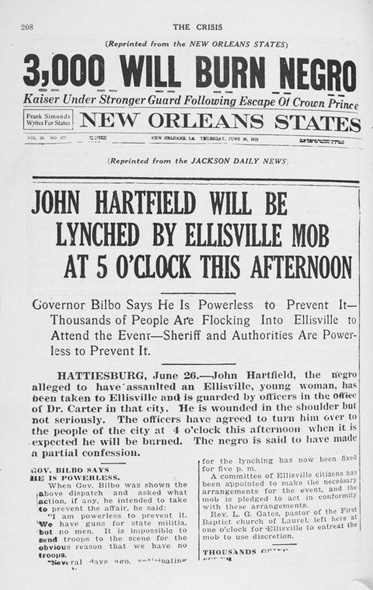 208
THE CRISIS
(Reprinted from the NEW ORLEANS STATES)
3,000 WILL BURN NEGRO
Kaiser Under Stronger Guard Following Escape Of Crown Prince
Frank Simonds
Writes For States
NEW ORLEANS STATES
VOL. NO.
NEW ORLEANS, LA. THURSDAY, JUNE 26, 1919
(Reprinted from the JACKSON DAILY NEWS)
JOHN HARTFIELD WILL BE
LYNCHED BY ELLISVILLE MOB
AT 5 O'CLOCK THIS AFTERNOON
Governor Bilbo Says He Is Powerless to Prevent It—
Thousands of People Are Flocking Into Ellisville to
Attend the Event—Sheriff and Authorities Are Power-
less to Prevent It.
HATTIESBURG, June 26.—John Hartfield, the negro
alleged to have assaulted an Ellisville, young woman, has
been taken to Ellisville and is guarded by officers in the office
of Dr. Carter in that city. He is wounded in the shoulder but
not seriously. The officers have agreed to turn him over to
the people of the city at 4 o'clock this afternoon when it is
expected he will be burned. The negro is said to have made
a partial confession.
GOV. BILBO SAYS
HE IS POWERLESS.
When Gov. Bilbo was shown the
above dispatch and asked what
action, if any, he intended to take
to prevent the affair, he said:
"I am powerless to prevent it.
We have guns for state militia,
but no men. It is impossible to
send troops to the scene for the
obvious reason that we have no
troops.
"Several days ago, anticipating
for the lynching has now been fixed
for five p. m.
A committee of Ellisville citizens has
been appointed to make the necessary
arrangements for the event, and the
mob is pledged to act in conformity
with these arrangements.
Rev. L. G. Gates, pastor of the First
Baptist church of Laurel, left here at
one o'clock for Ellisville to entreat the
mob to use discretion.
THOUSANDS